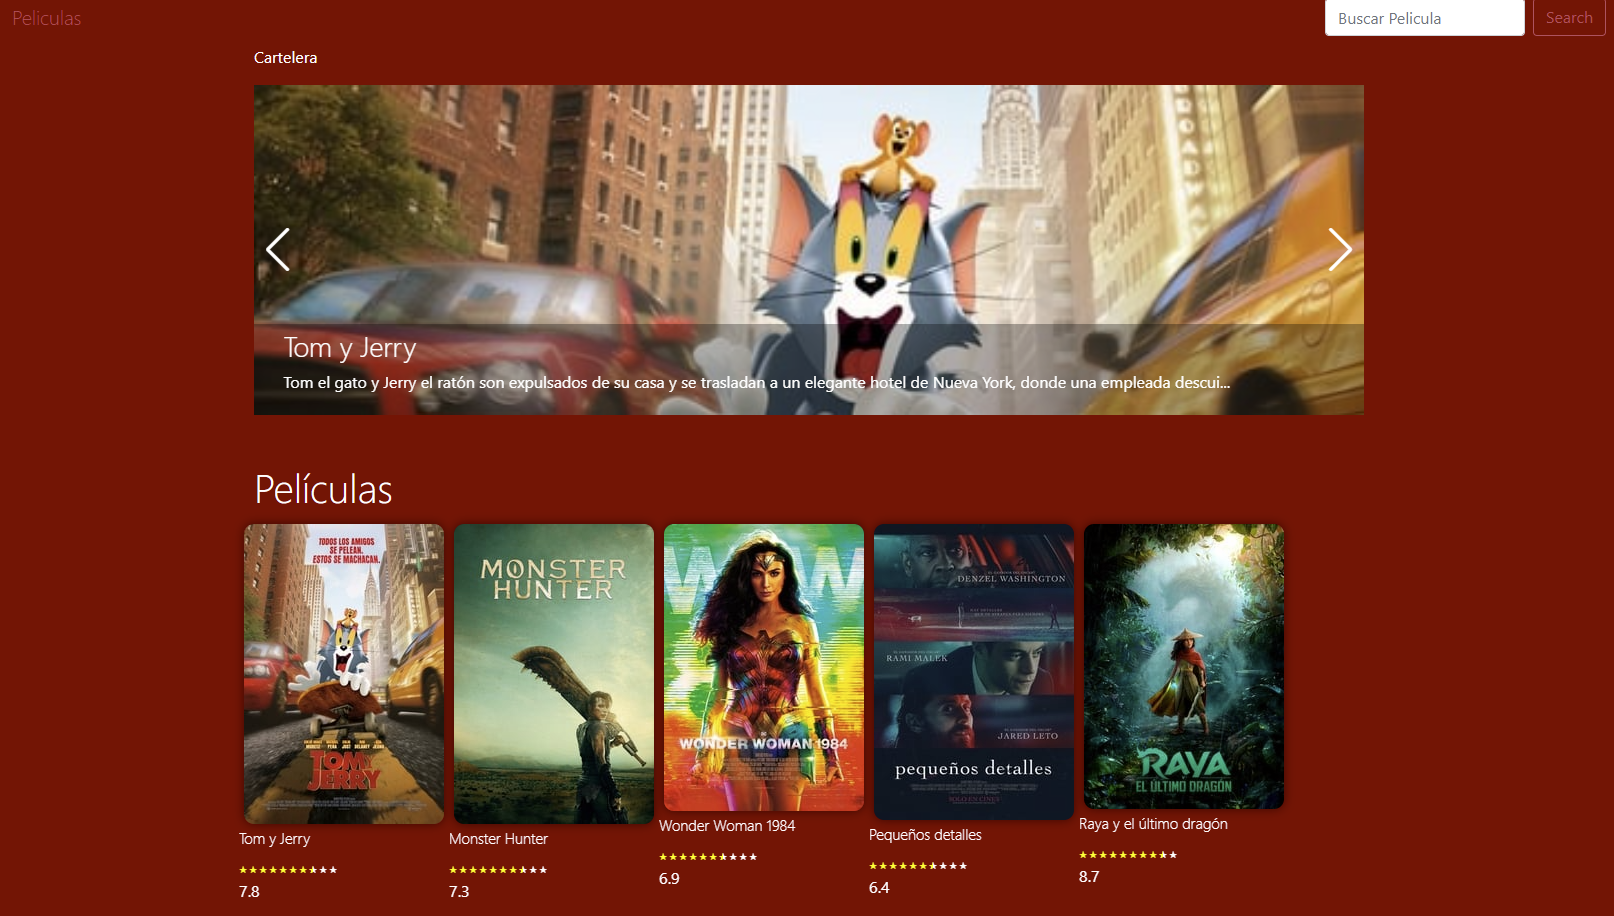 Peliculas
Buscar Pelicula
Search
Cartelera
Tom y Jerry
Tom el gato y Jerry el ratón son expulsados de su casa y se trasladan a un elegante hotel de Nueva York, donde una empleada descui...
Películas
TODOS LOS AMIGOS
SE PELEAN.
ESTOS SE MACHACAN.
TOM
JERRY
MONSTER
HUNTER
WW
WONDER WOMAN 1984
DENZEL WASHINGTON
RAMI MALEK
JARED LETO
pequeños detalles
SOLO EN CINES
RAYA
Y EL ÚLTIMO DRAGÓN
Tom y Jerry
7.8
Monster Hunter
7.3
Wonder Woman 1984
6.9
Pequeños detalles
6.4
Raya y el último dragón
8.7